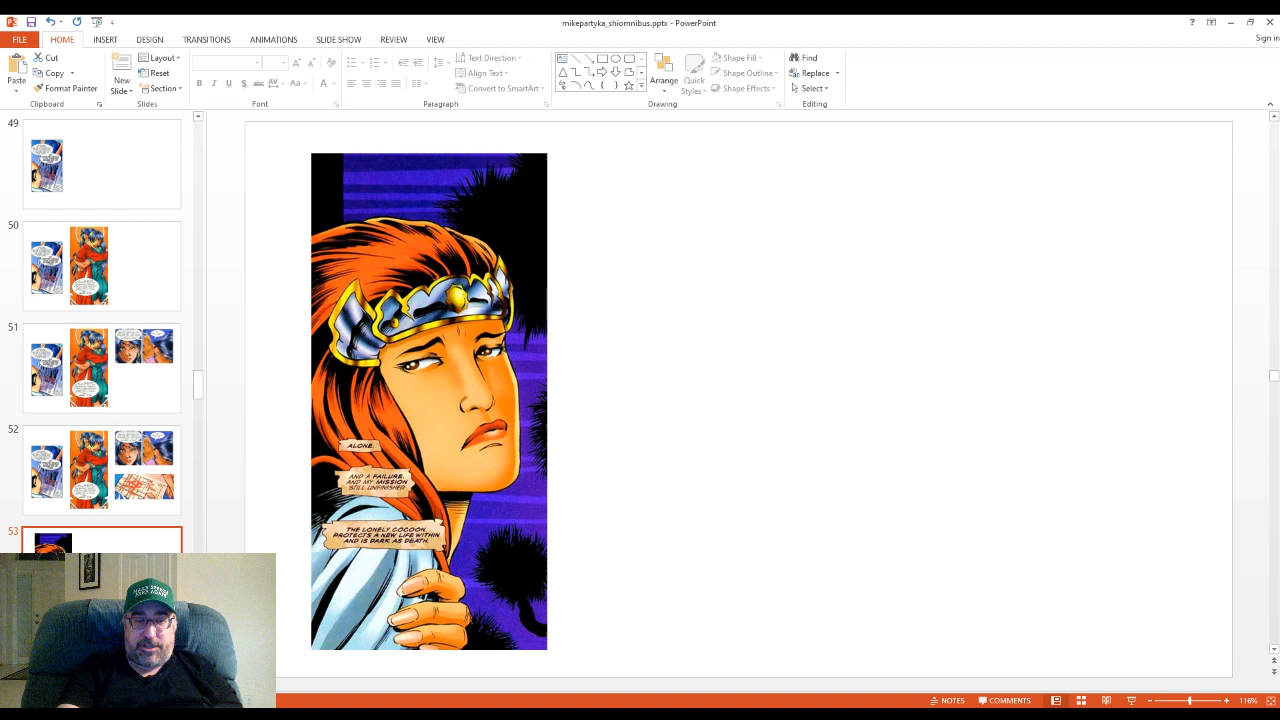 mikepartyka_shiomnibus.pptx - PowerPoint
Sign in
FILE HOME INSERT DESIGN TRANSITIONS ANIMATIONS SLIDE SHOW REVIEW VIEW
Paste
Cut
Copy
Format Painter
Clipboard
New
Slide
Layout
Reset
Section
Slides
Font
Text Direction
Align Text
Convert to SmartArt
Paragraph
Arrange
Quick
Styles
Shape Fill
Shape Outline
Shape Effects
Drawing
Find
Replace
Select
Editing
49
50
51
52
53
ALONE.
AND A FAILURE.
AND MY MISSION
STILL UNFINISHED.
THE LONELY COCOON
PROTECTS A NEW LIFE WITHIN
AND IS DARK AS DEATH.
NOTES
COMMENTS
116%